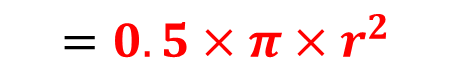 = 0.5 × π × r²